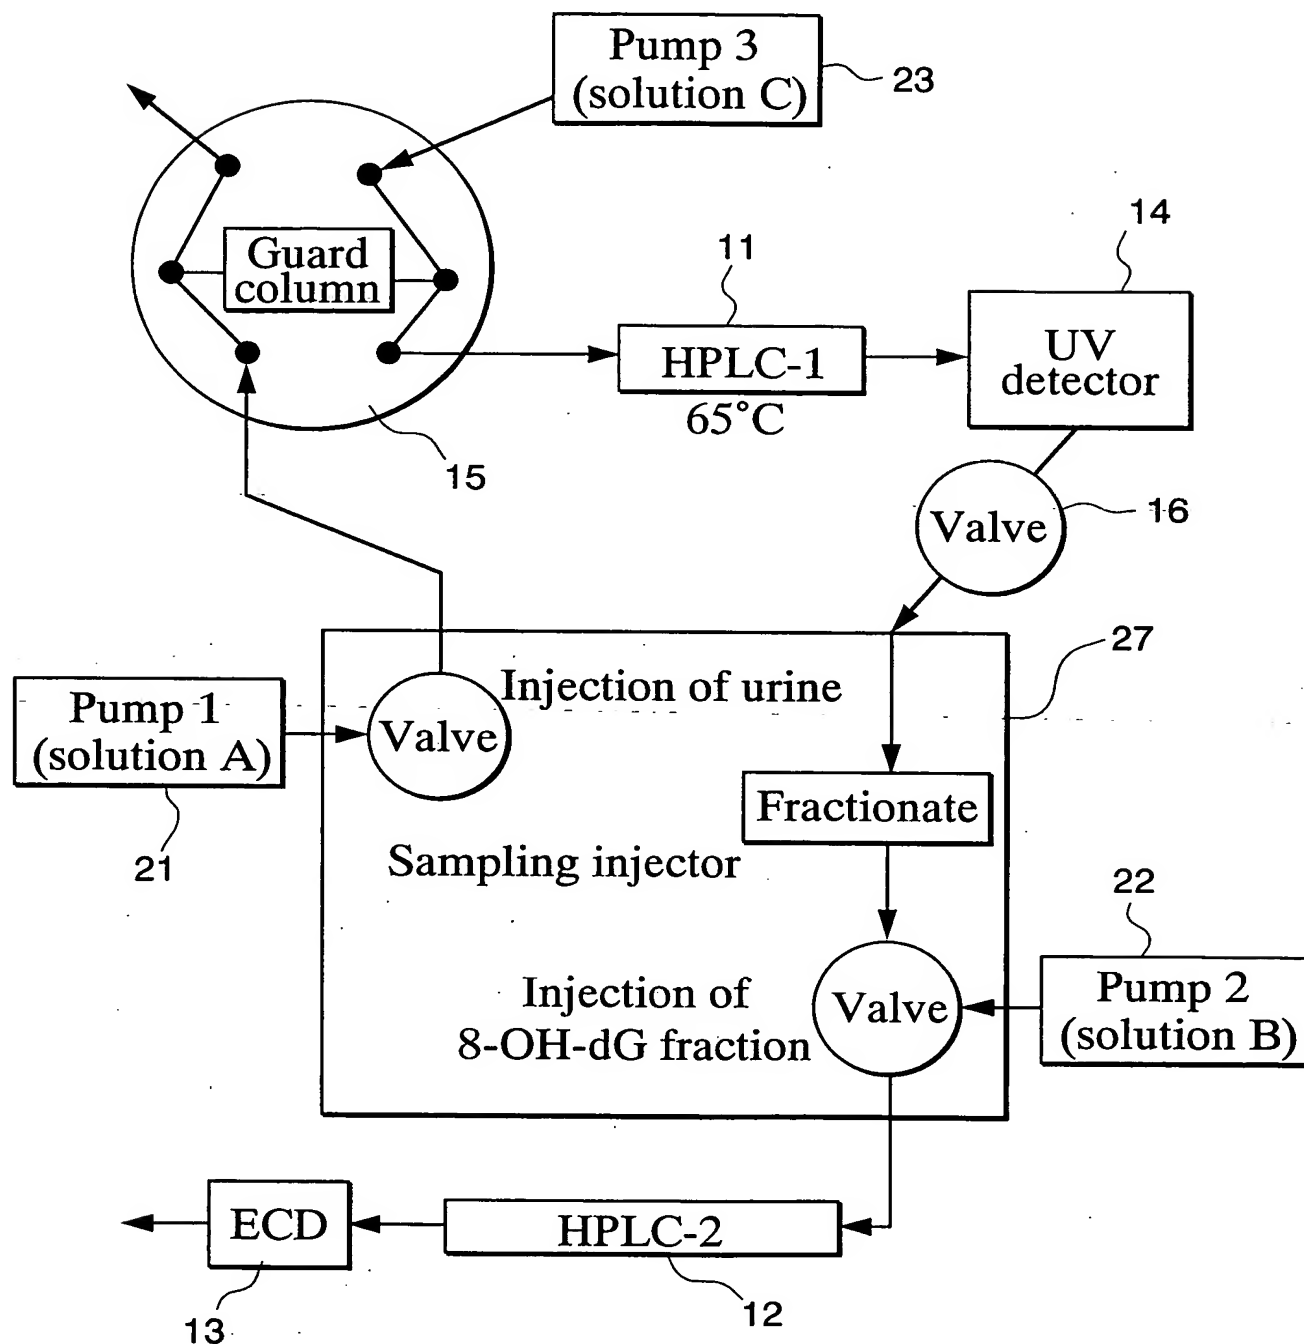 Pump 3
(solution C)
23
Guard
column
15
11
HPLC-1
65°C
14
UV
detector
Valve
16
27
Pump 1
(solution A)
21
Valve
Injection of urine
Fractionate
Sampling injector
22
Injection of
8-OH-dG fraction
Valve
Pump 2
(solution B)
ECD
13
HPLC-2
12